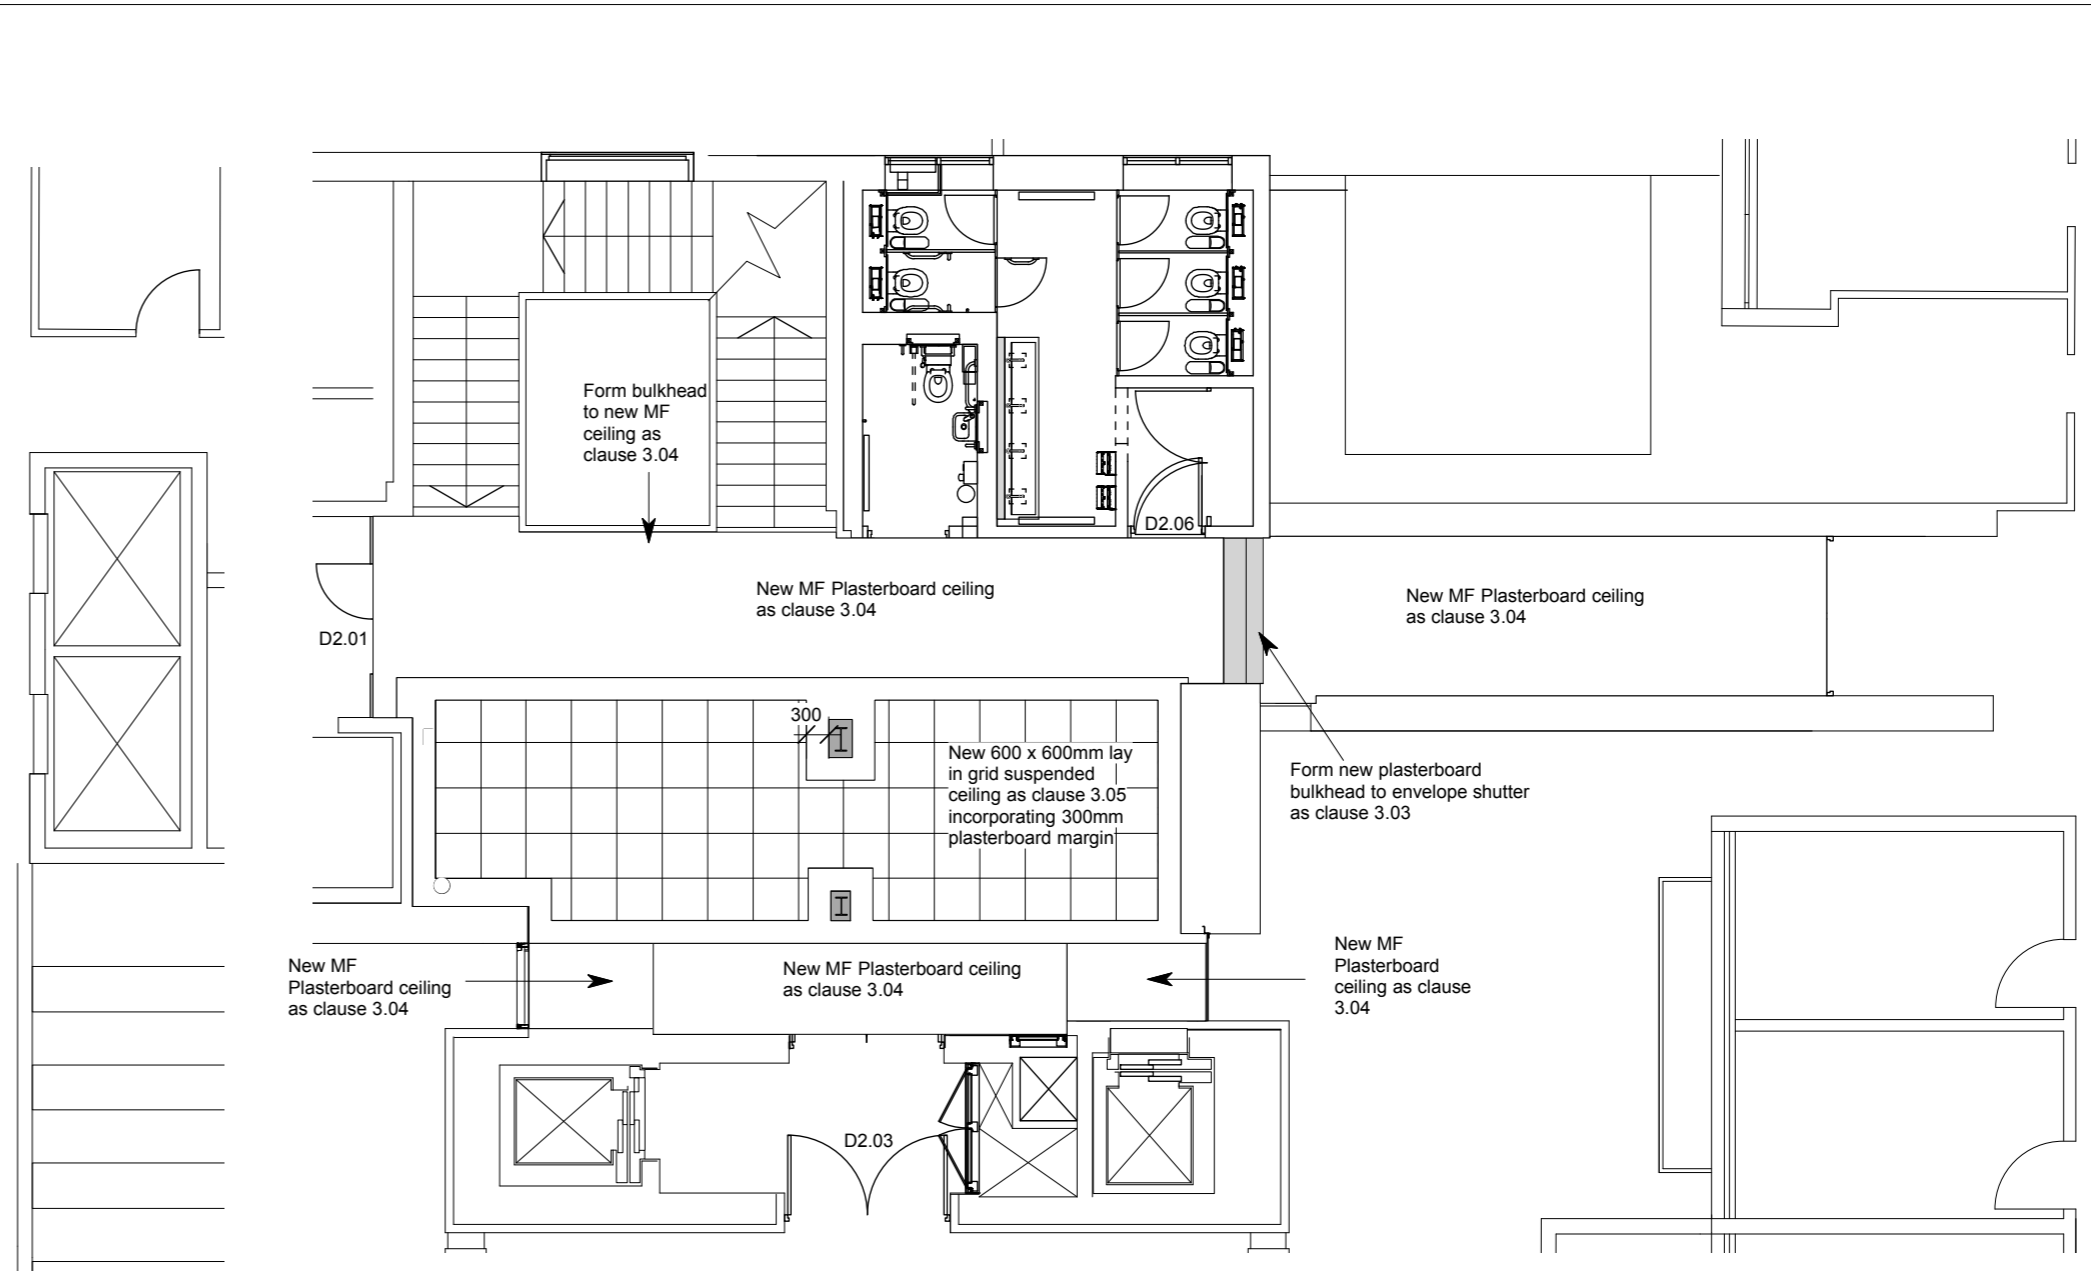 Form bulkhead
to new MF
ceiling as
clause 3.04
D2.06
New MF Plasterboard ceiling
as clause 3.04
New MF Plasterboard ceiling
as clause 3.04
D2.01
300
New 600 x 600mm lay
in grid suspended
ceiling as clause 3.05
incorporating 300mm
plasterboard margin
Form new plasterboard
bulkhead to envelope shutter
as clause 3.03
New MF
Plasterboard ceiling
as clause 3.04
New MF Plasterboard ceiling
as clause 3.04
New MF
Plasterboard
ceiling as clause
3.04
D2.03